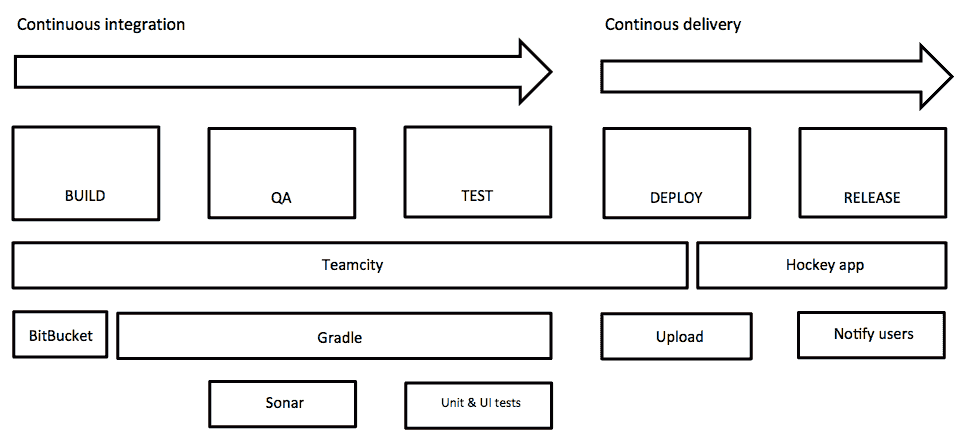 Continuous integration
Continous delivery
BUILD
QA
TEST
DEPLOY
RELEASE
Teamcity
Hockey app
BitBucket
Gradle
Upload
Notify users
Sonar
Unit & UI tests